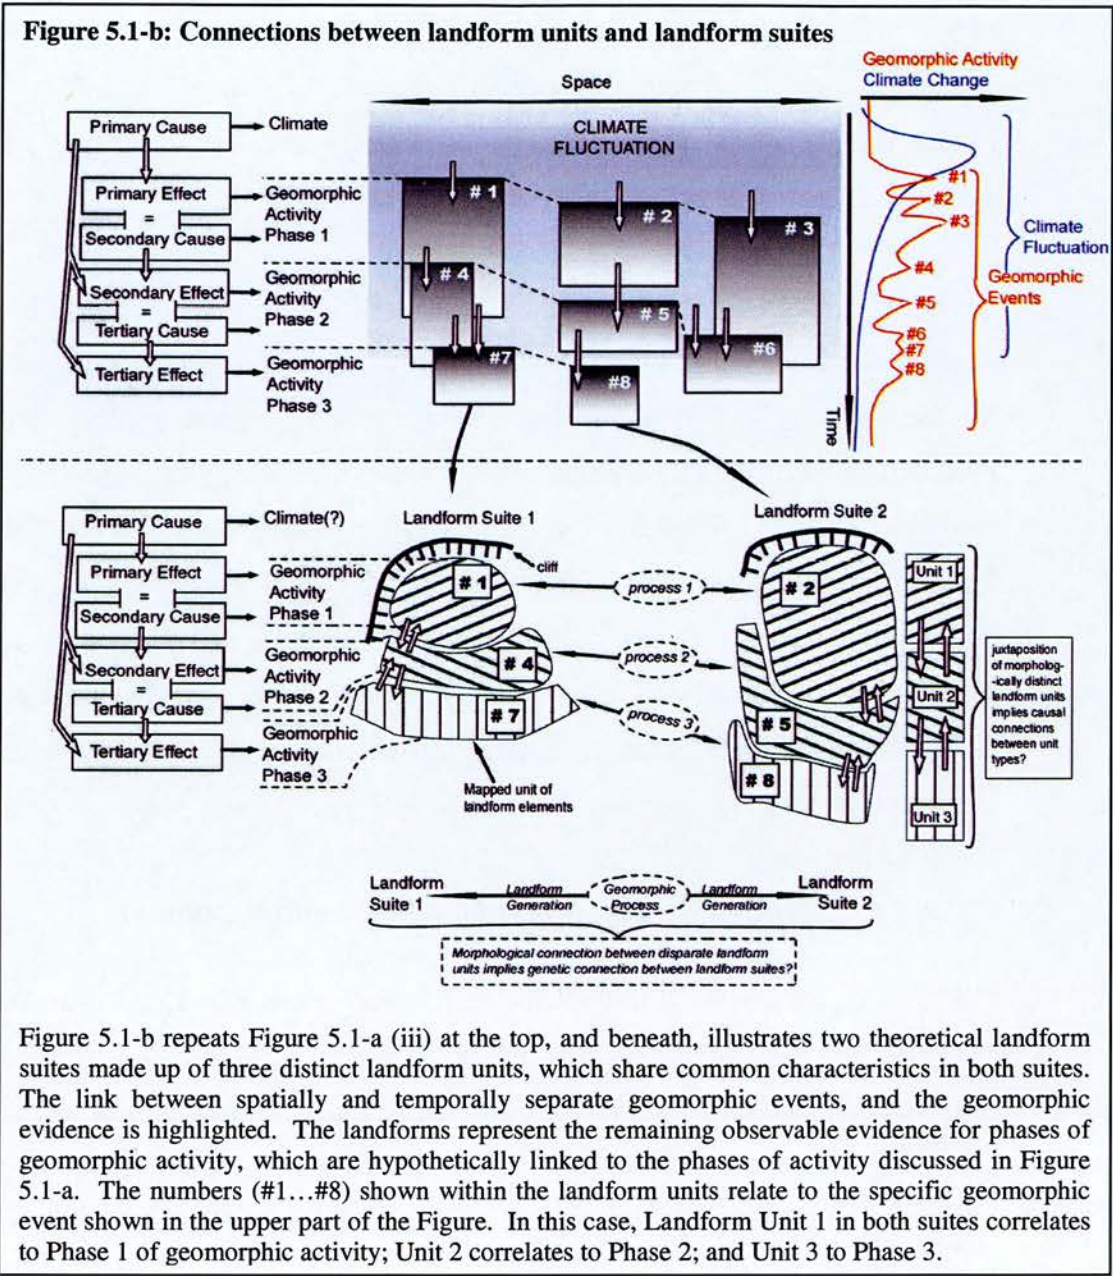 Figure 5.1-b: Connections between landform units and landform suites
Geomorphic Activity
Climate Change
Space
Primary Cause
Climate
CLIMATE
FLUCTUATION
Primary Effect
=
Secondary Cause
Geomorphic
Activity
Phase 1
Secondary Effect
=
Tertiary Cause
Geomorphic
Activity
Phase 2
Tertiary Effect
Geomorphic
Activity
Phase 3
# 1
# 2
# 3
# 4
# 5
#6
#7
#8
Time
#1
#2
#3
#4
#5
#6
#7
#8
Climate
Fluctuation
Geomorphic
Events
Primary Cause
Climate(?)
Primary Effect
=
Secondary Cause
Geomorphic
Activity
Phase 1
Secondary Effect
=
Tertiary Cause
Geomorphic
Activity
Phase 2
Tertiary Effect
Geomorphic
Activity
Phase 3
Landform Suite 1
cliff
# 1
# 4
# 7
Mapped unit of
landform elements
process 1
process 2
process 3
Landform Suite 2
# 2
# 5
# 8
Unit 1
Unit 2
Unit 3
juxtaposition
of morpholog-
-ically distinct
landform units
implies causal
connections
between unit
types?
Landform
Suite 1
Landform
Generation
Geomorphic
Process
Landform
Generation
Landform
Suite 2
Morphological connection between disparate landform
units implies genetic connection between landform suites?
Figure 5.1-b repeats Figure 5.1-a (iii) at the top, and beneath, illustrates two theoretical landform
suites made up of three distinct landform units, which share common characteristics in both suites.
The link between spatially and temporally separate geomorphic events, and the geomorphic
evidence is highlighted. The landforms represent the remaining observable evidence for phases of
geomorphic activity, which are hypothetically linked to the phases of activity discussed in Figure
5.1-a. The numbers (#1...#8) shown within the landform units relate to the specific geomorphic
event shown in the upper part of the Figure. In this case, Landform Unit 1 in both suites correlates
to Phase 1 of geomorphic activity; Unit 2 correlates to Phase 2; and Unit 3 to Phase 3.